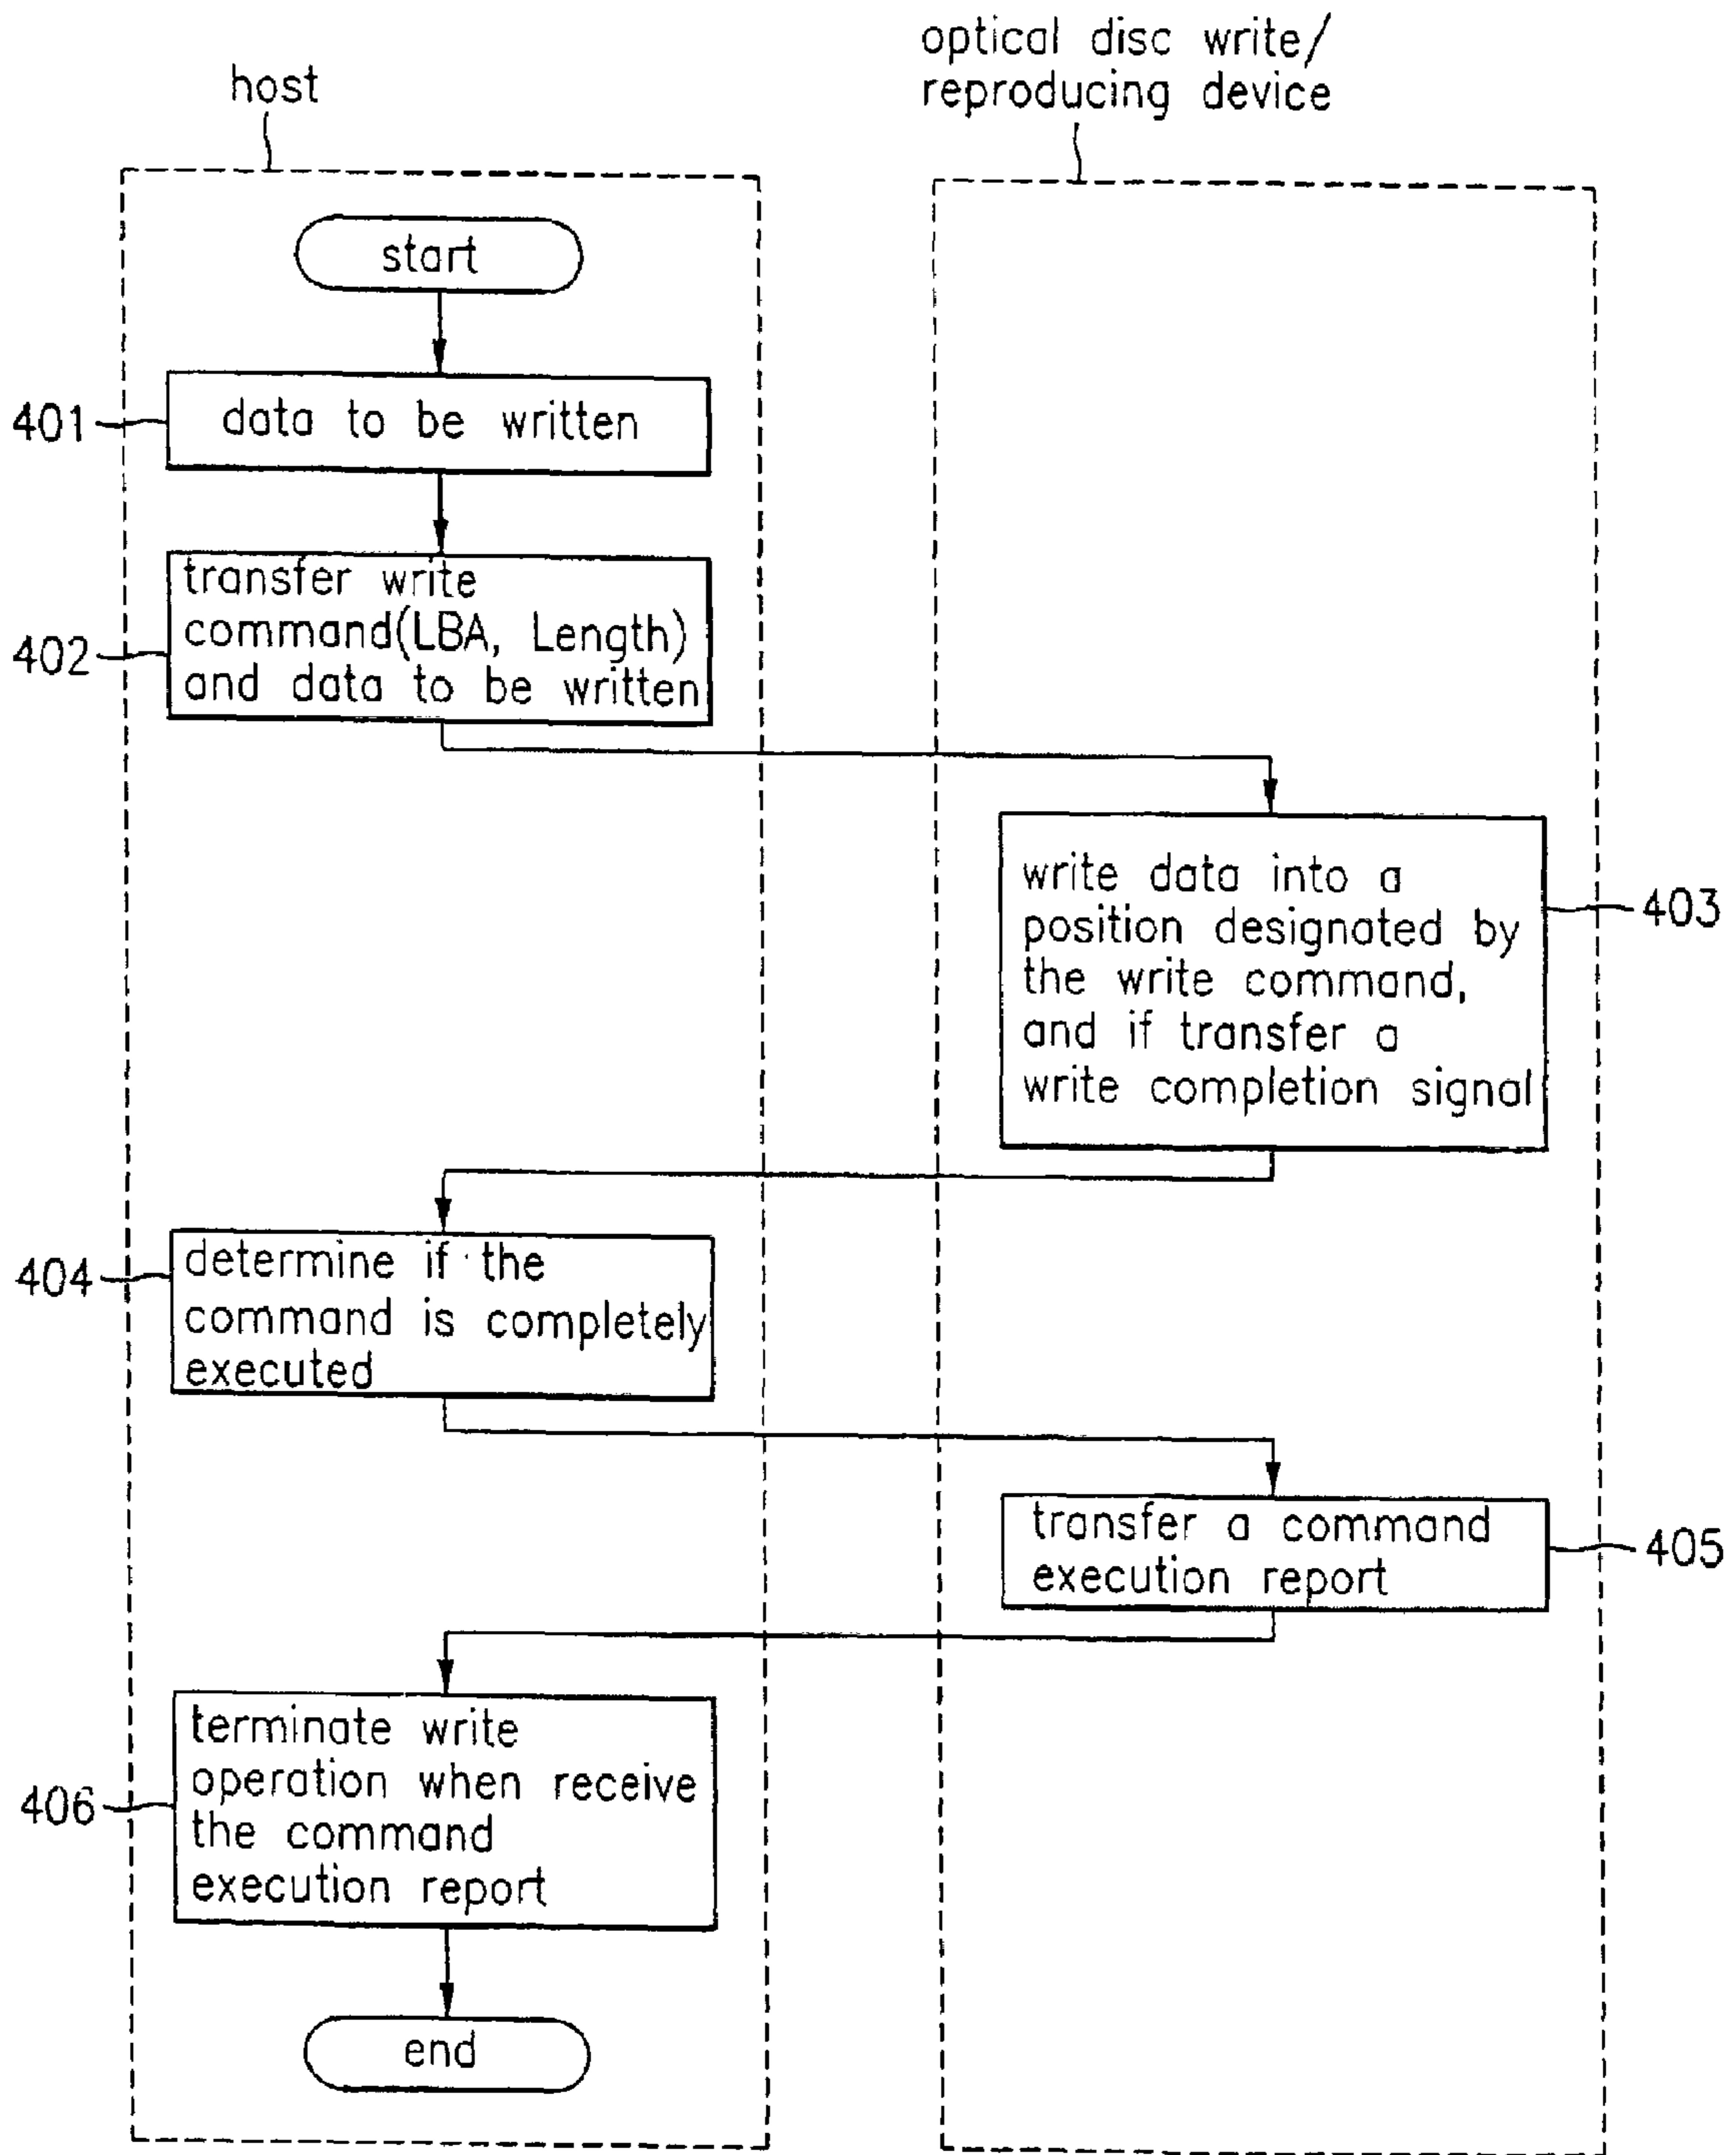 optical disc write/
reproducing device
host
start
401
data to be written
402
transfer write
command(LBA, Length)
and data to be written
write data into a
position designated by
the write command,
and if transfer a
write completion signal
403
404
determine if the
command is completely
executed
transfer a command
execution report
405
406
terminate write
operation when receive
the command
execution report
end